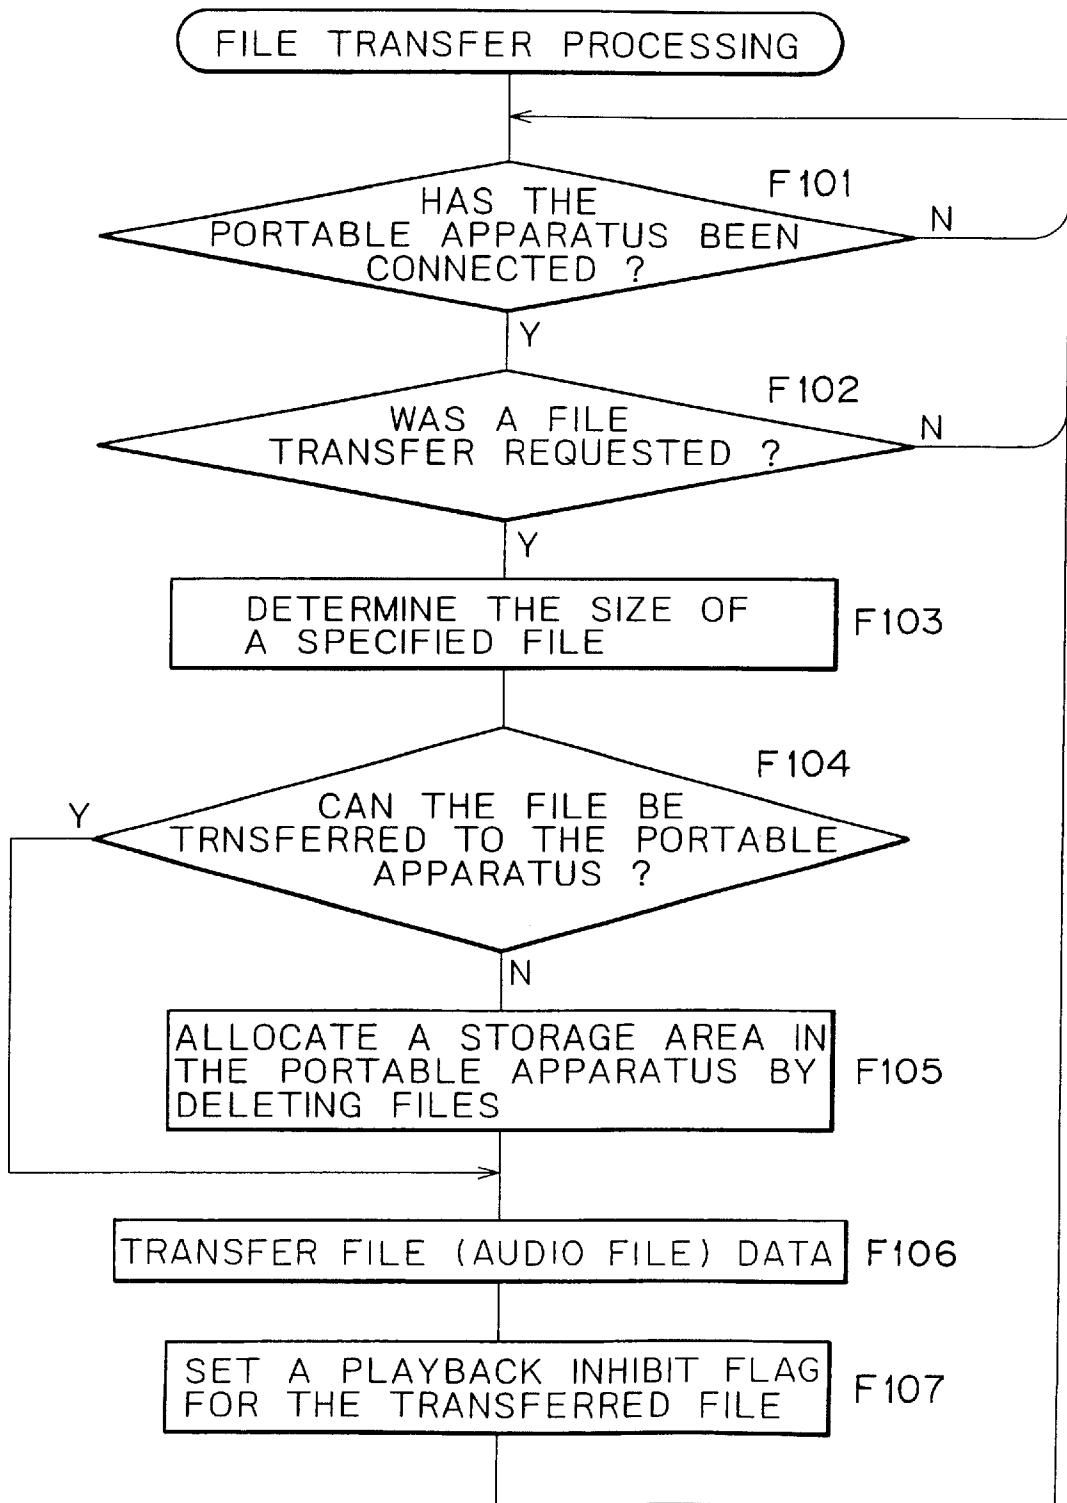 FILE TRANSFER PROCESSING
F101
HAS THE
PORTABLE APPARATUS BEEN
CONNECTED ?
N
Y
F102
WAS A FILE
TRANSFER REQUESTED ?
N
Y
DETERMINE THE SIZE OF
A SPECIFIED FILE
F103
F104
Y
CAN THE FILE BE
TRNSFERRED TO THE PORTABLE
APPARATUS ?
N
ALLOCATE A STORAGE AREA IN
THE PORTABLE APPARATUS BY
DELETING FILES
F105
TRANSFER FILE (AUDIO FILE) DATA
F106
SET A PLAYBACK INHIBIT FLAG
FOR THE TRANSFERRED FILE
F107